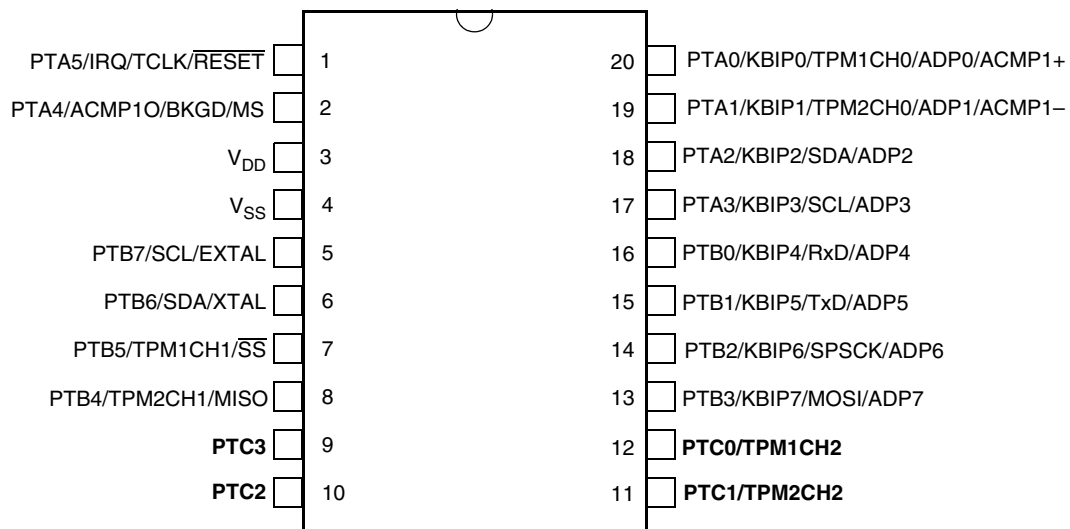 PTA5/IRQ/TCLK/RESET 1 20 PTA0/KBIP0/TPM1CH0/ADP0/ACMP1+
PTA4/ACMP1O/BKGD/MS 2 19 PTA1/KBIP1/TPM2CH0/ADP1/ACMP1–
VDD 3 18 PTA2/KBIP2/SDA/ADP2
VSS 4 17 PTA3/KBIP3/SCL/ADP3
PTB7/SCL/EXTAL 5 16 PTB0/KBIP4/RxD/ADP4
PTB6/SDA/XTAL 6 15 PTB1/KBIP5/TxD/ADP5
PTB5/TPM1CH1/SS 7 14 PTB2/KBIP6/SPSCK/ADP6
PTB4/TPM2CH1/MISO 8 13 PTB3/KBIP7/MOSI/ADP7
PTC3 9 12 PTC0/TPM1CH2
PTC2 10 11 PTC1/TPM2CH2